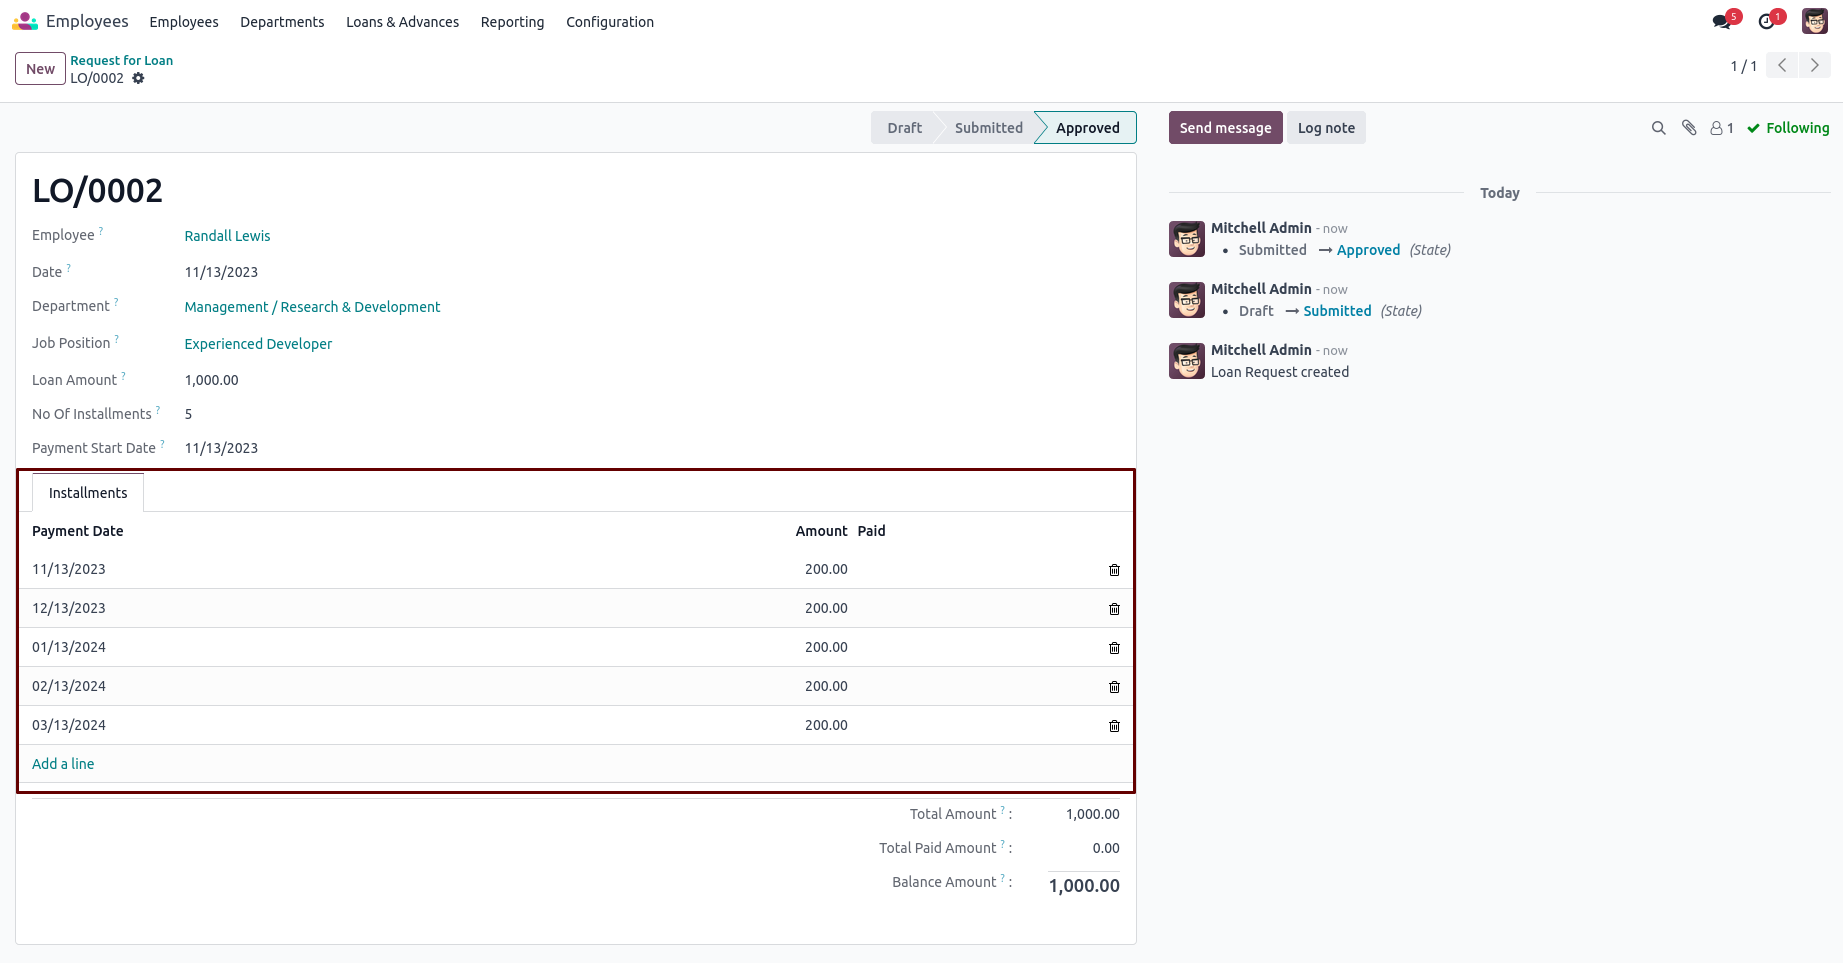 Employees Employees Departments Loans & Advances Reporting Configuration 5 1
New Request for Loan
LO/0002
1 / 1
Draft Submitted Approved
Send message Log note 1 Following
LO/0002
Employee ? Randall Lewis
Date ? 11/13/2023
Department ? Management / Research & Development
Job Position ? Experienced Developer
Loan Amount ? 1,000.00
No Of Installments ? 5
Payment Start Date ? 11/13/2023
Installments
Payment Date Amount Paid
11/13/2023 200.00
12/13/2023 200.00
01/13/2024 200.00
02/13/2024 200.00
03/13/2024 200.00
Add a line
Total Amount ? : 1,000.00
Total Paid Amount ? : 0.00
Balance Amount ? : 1,000.00
Today
Mitchell Admin - now
• Submitted → Approved (State)
Mitchell Admin - now
• Draft → Submitted (State)
Mitchell Admin - now
Loan Request created